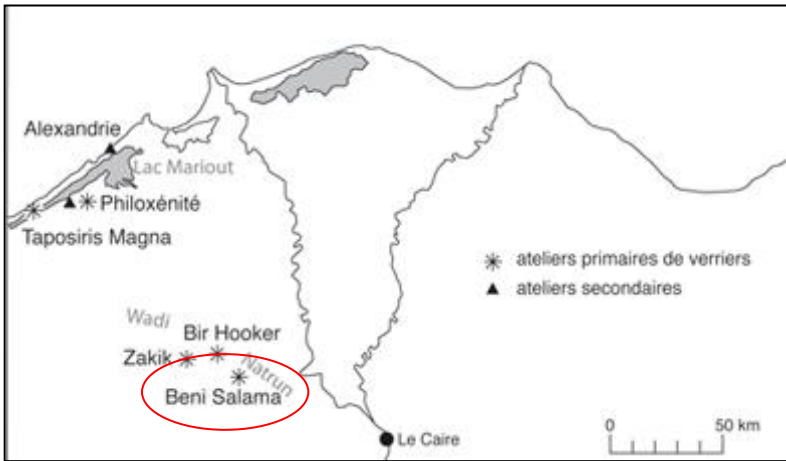 Alexandrie
Lac Mariout
Philoxénité
Taposiris Magna
ateliers primaires de verriers
ateliers secondaires
Wadi
Bir Hooker
Zakik
Natrun
Beni Salama
0 50 km
Le Caire